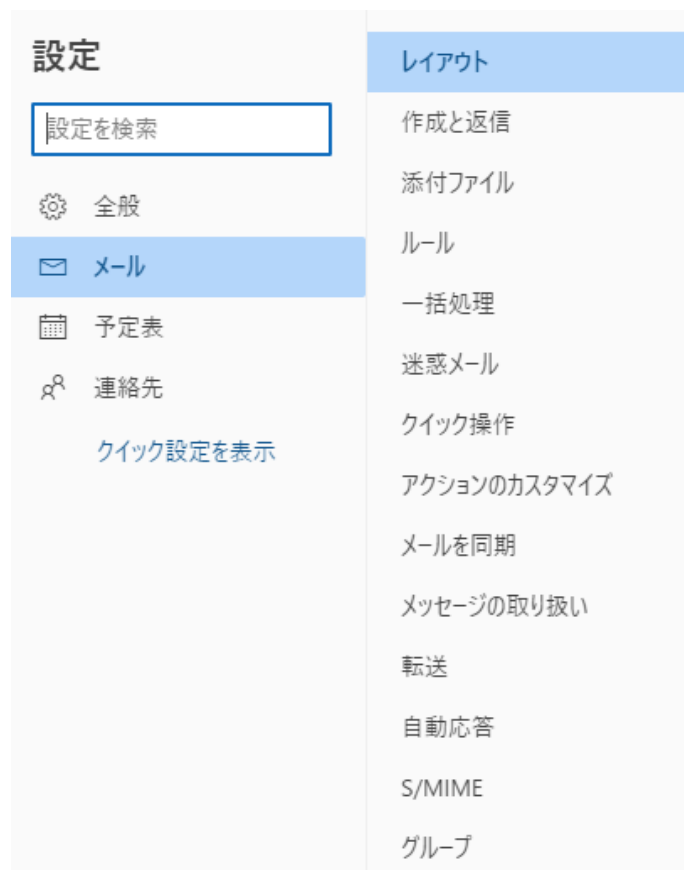 設定
設定を検索
全般
メール
予定表
連絡先
クイック設定を表示
レイアウト
作成と返信
添付ファイル
ルール
一括処理
迷惑メール
クイック操作
アクションのカスタマイズ
メールを同期
メッセージの取り扱い
転送
自動応答
S/MIME
グループ